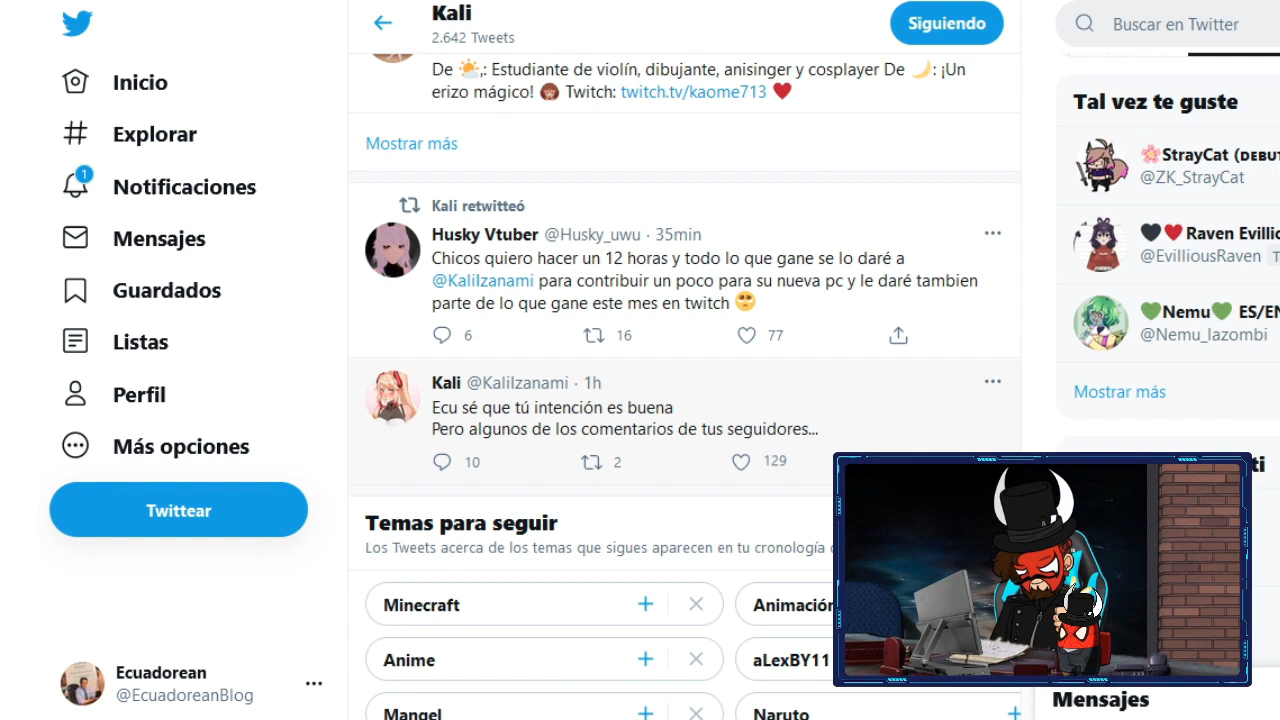 Inicio
Explorar
1
Notificaciones
Mensajes
Guardados
Listas
Perfil
Más opciones
Twittear
Ecuadorean
@EcuadoreanBlog
Kali
2.642 Tweets
Siguiendo
De ☀️,: Estudiante de violín, dibujante, anisinger y cosplayer De 🌙: ¡Un
erizo mágico! Twitch: twitch.tv/kaome713 ❤️
Mostrar más
Kali retwitteó
Husky Vtuber @Husky_uwu · 35min
Chicos quiero hacer un 12 horas y todo lo que gane se lo daré a
@KaliIzanami para contribuir un poco para su nueva pc y le daré tambien
parte de lo que gane este mes en twitch 🥺
6 16 77
Kali @KaliIzanami · 1h
Ecu sé que tú intención es buena
Pero algunos de los comentarios de tus seguidores...
10 2 129
Temas para seguir
Los Tweets acerca de los temas que sigues aparecen en tu cronología
Minecraft
Animación
Anime
aLexBY11
Mangel
Naruto
Buscar en Twitter
Tal vez te guste
🌸StrayCat (DEBUT
@ZK_StrayCat
🖤❤️ Raven Evillio
@EvilliousRaven
💚Nemu💚 ES/EN
@Nemu_lazombi
Mostrar más
Mensajes